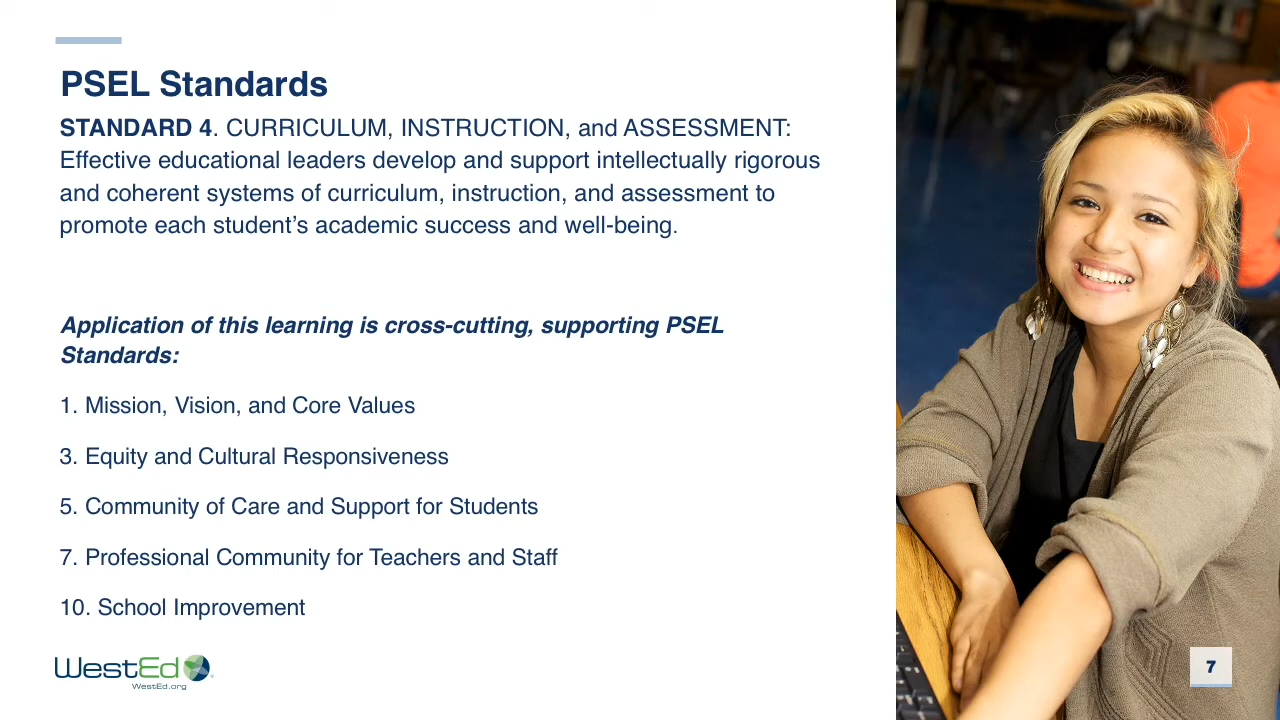 PSEL Standards
STANDARD 4. CURRICULUM, INSTRUCTION, and ASSESSMENT:
Effective educational leaders develop and support intellectually rigorous
and coherent systems of curriculum, instruction, and assessment to
promote each student’s academic success and well-being.
Application of this learning is cross-cutting, supporting PSEL
Standards:
1. Mission, Vision, and Core Values
3. Equity and Cultural Responsiveness
5. Community of Care and Support for Students
7. Professional Community for Teachers and Staff
10. School Improvement
WestEd
WestEd.org
7